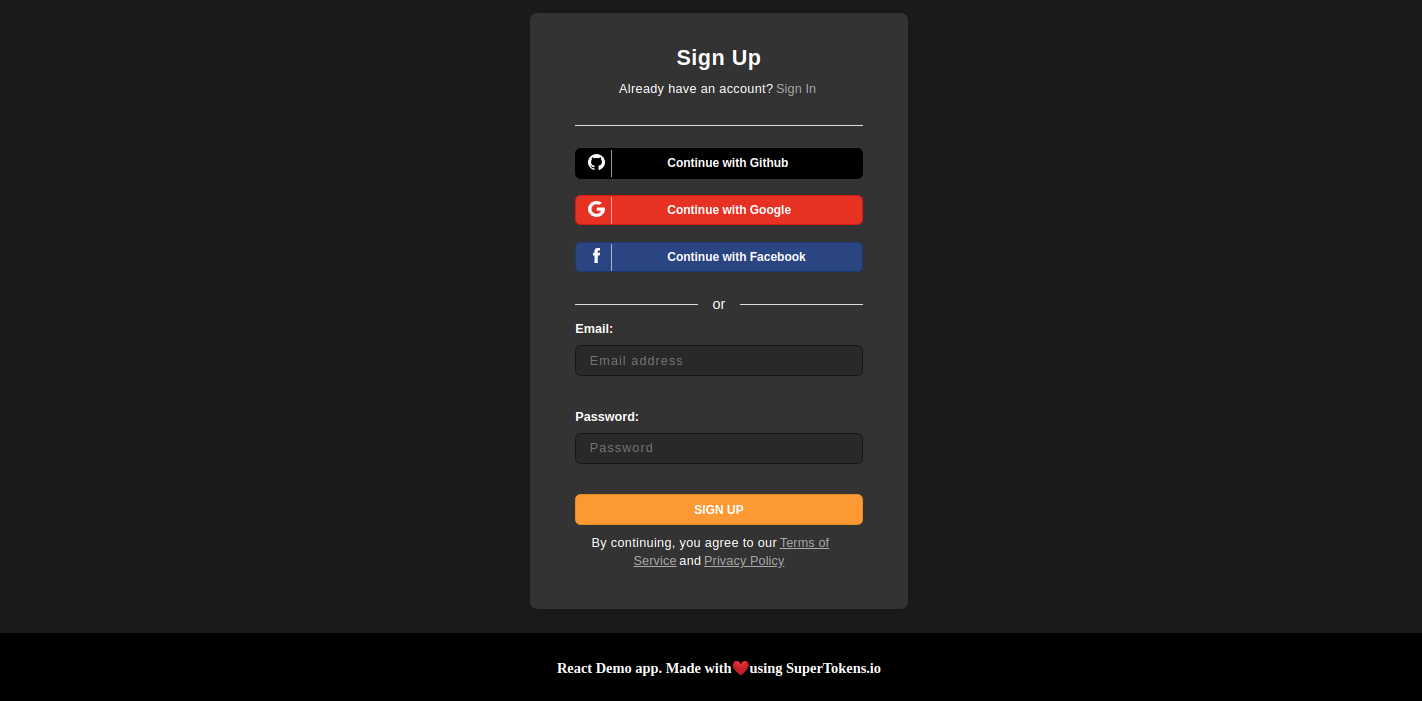 Sign Up
Already have an account? Sign In
Continue with Github
Continue with Google
Continue with Facebook
or
Email:
Email address
Password:
Password
SIGN UP
By continuing, you agree to our Terms of
Service and Privacy Policy
React Demo app. Made with❤️using SuperTokens.io